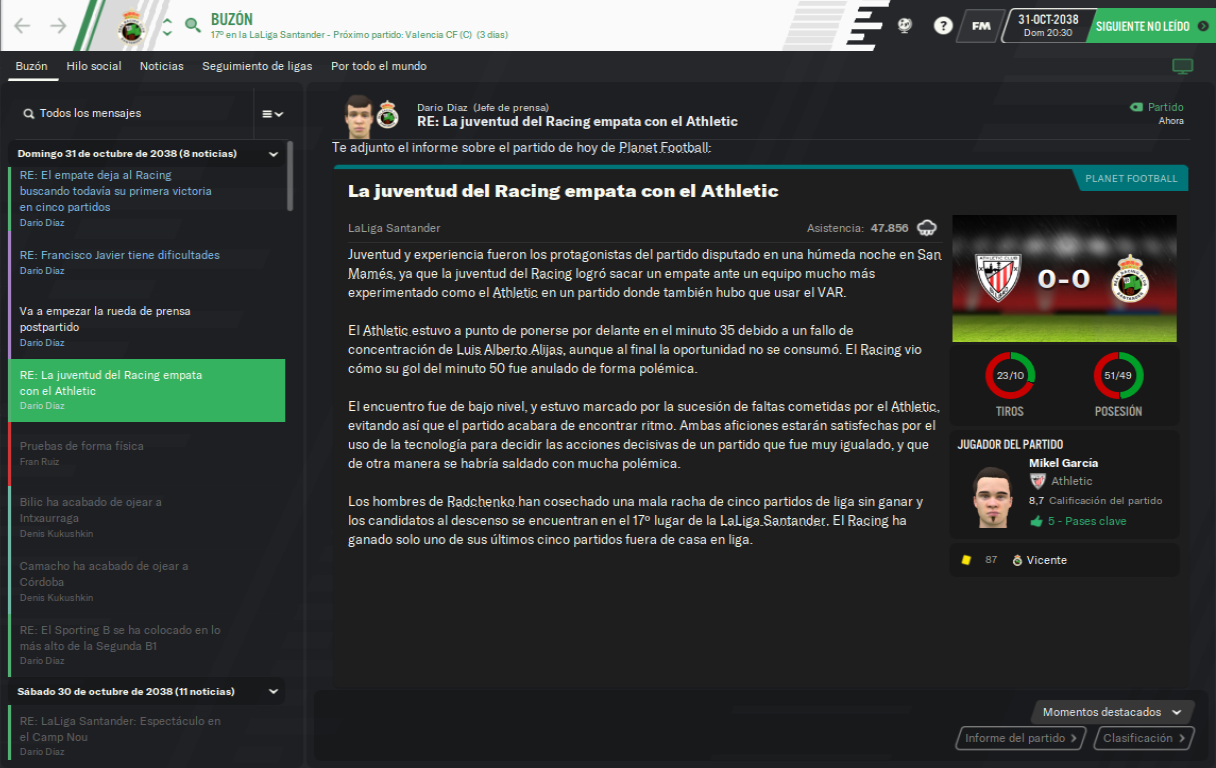 BUZÓN
17º en la LaLiga Santander - Próximo partido: Valencia CF (C) (3 días)
?
FM
31-OCT-2038
Dom 20:30
SIGUIENTE NO LEÍDO
Buzón
Hilo social
Noticias
Seguimiento de ligas
Por todo el mundo
Todos los mensajes
Domingo 31 de octubre de 2038 (8 noticias)
RE: El empate deja al Racing
buscando todavía su primera victoria
en cinco partidos
Darío Díaz
RE: Francisco Javier tiene dificultades
Darío Díaz
Va a empezar la rueda de prensa
postpartido
Darío Díaz
RE: La juventud del Racing empata
con el Athletic
Darío Díaz
Pruebas de forma física
Fran Ruiz
Bilic ha acabado de ojear a
Intxaurraga
Denis Kukushkin
Camacho ha acabado de ojear a
Córdoba
Denis Kukushkin
RE: El Sporting B se ha colocado en lo
más alto de la Segunda B1
Darío Díaz
Sábado 30 de octubre de 2038 (11 noticias)
RE: LaLiga Santander: Espectáculo en
el Camp Nou
Darío Díaz
Darío Díaz (Jefe de prensa)
RE: La juventud del Racing empata con el Athletic
Partido
Ahora
Te adjunto el informe sobre el partido de hoy de Planet Football:
PLANET FOOTBALL
La juventud del Racing empata con el Athletic
LaLiga Santander
Asistencia: 47.856
Juventud y experiencia fueron los protagonistas del partido disputado en una húmeda noche en San
Mamés, ya que la juventud del Racing logró sacar un empate ante un equipo mucho más
experimentado como el Athletic en un partido donde también hubo que usar el VAR.
El Athletic estuvo a punto de ponerse por delante en el minuto 35 debido a un fallo de
concentración de Luis Alberto Alijas, aunque al final la oportunidad no se consumó. El Racing vio
cómo su gol del minuto 50 fue anulado de forma polémica.
El encuentro fue de bajo nivel, y estuvo marcado por la sucesión de faltas cometidas por el Athletic,
evitando así que el partido acabara de encontrar ritmo. Ambas aficiones estarán satisfechas por el
uso de la tecnología para decidir las acciones decisivas de un partido que fue muy igualado, y que
de otra manera se habría saldado con mucha polémica.
Los hombres de Radchenko han cosechado una mala racha de cinco partidos de liga sin ganar y
los candidatos al descenso se encuentran en el 17º lugar de la LaLiga Santander. El Racing ha
ganado solo uno de sus últimos cinco partidos fuera de casa en liga.
0-0
23/10
TIROS
51/49
POSESIÓN
JUGADOR DEL PARTIDO
Mikel García
Athletic
8,7 Calificación del partido
5 - Pases clave
87
Vicente
Momentos destacados
Informe del partido
Clasificación